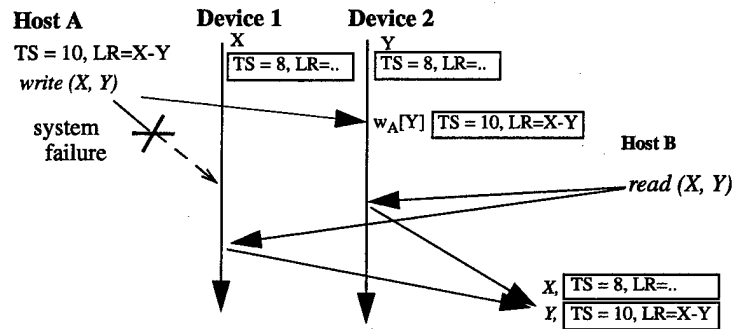 Host A
Device 1
Device 2
X
Y
TS = 10, LR=X-Y
TS = 8, LR=..
TS = 8, LR=..
write (X, Y)
w_A[Y]
TS = 10, LR=X-Y
system
failure
Host B
read (X, Y)
X, TS = 8, LR=..
Y, TS = 10, LR=X-Y